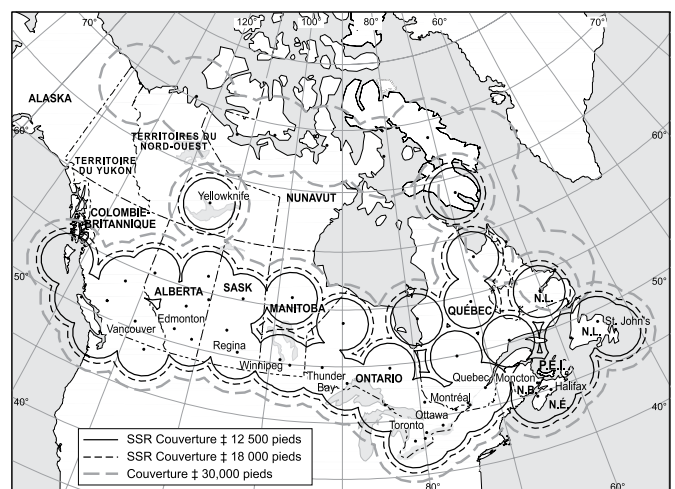 70°
120°
100°
80°
60°
70°
ALASKA
60°
TERRITOIRES DU
NORD-OUEST
60°
TERRITOIRE
DU YUKON
Yellowknife
NUNAVUT
COLOMBIE-
BRITANNIQUE
50°
50°
ALBERTA
SASK
MANITOBA
QUÉBEC
N.L.
N.L.
St. John's
Vancouver
Edmonton
Regina
Winnipeg
Thunder
Bay
ONTARIO
Quebec
Moncton
P.E.I.
N.B.
Halifax
N.É.
Montréal
Ottawa
Toronto
40°
40°
SSR Couverture ‡ 12 500 pieds
SSR Couverture ‡ 18 000 pieds
Couverture ‡ 30,000 pieds
80°
60°